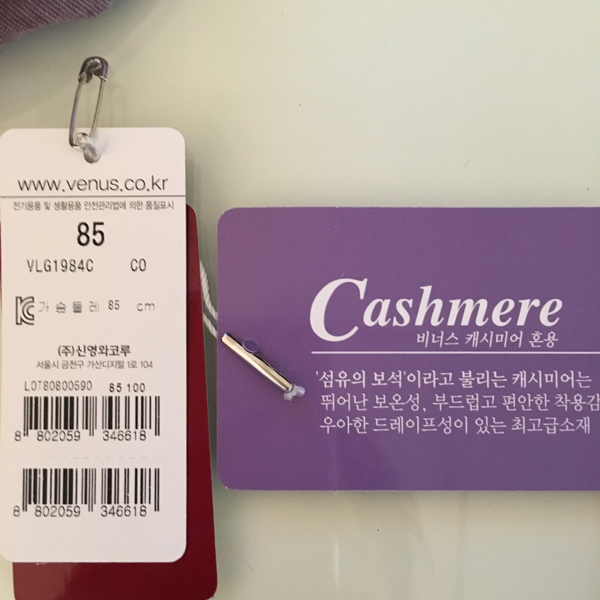 www.venus.co.kr
전기용품 및 생활용품 안전관리법에 의한 품질표시
85
VLG1984C CO
가슴둘레 85 cm
(주)신영와코루
서울시 금천구 가산디지털 1로 104
LOT80800590 85100
8 802059 346618
8 802059 346618
Cashmere
비너스 캐시미어 혼용
'섬유의 보석'이라고 불리는 캐시미어는
뛰어난 보온성, 부드럽고 편안한 착용감
우아한 드레이프성이 있는 최고급소재